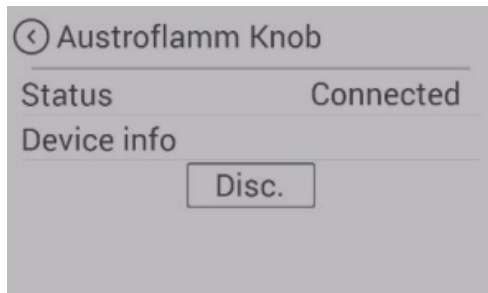 Austroflamm Knob
Status Connected
Device info
Disc.